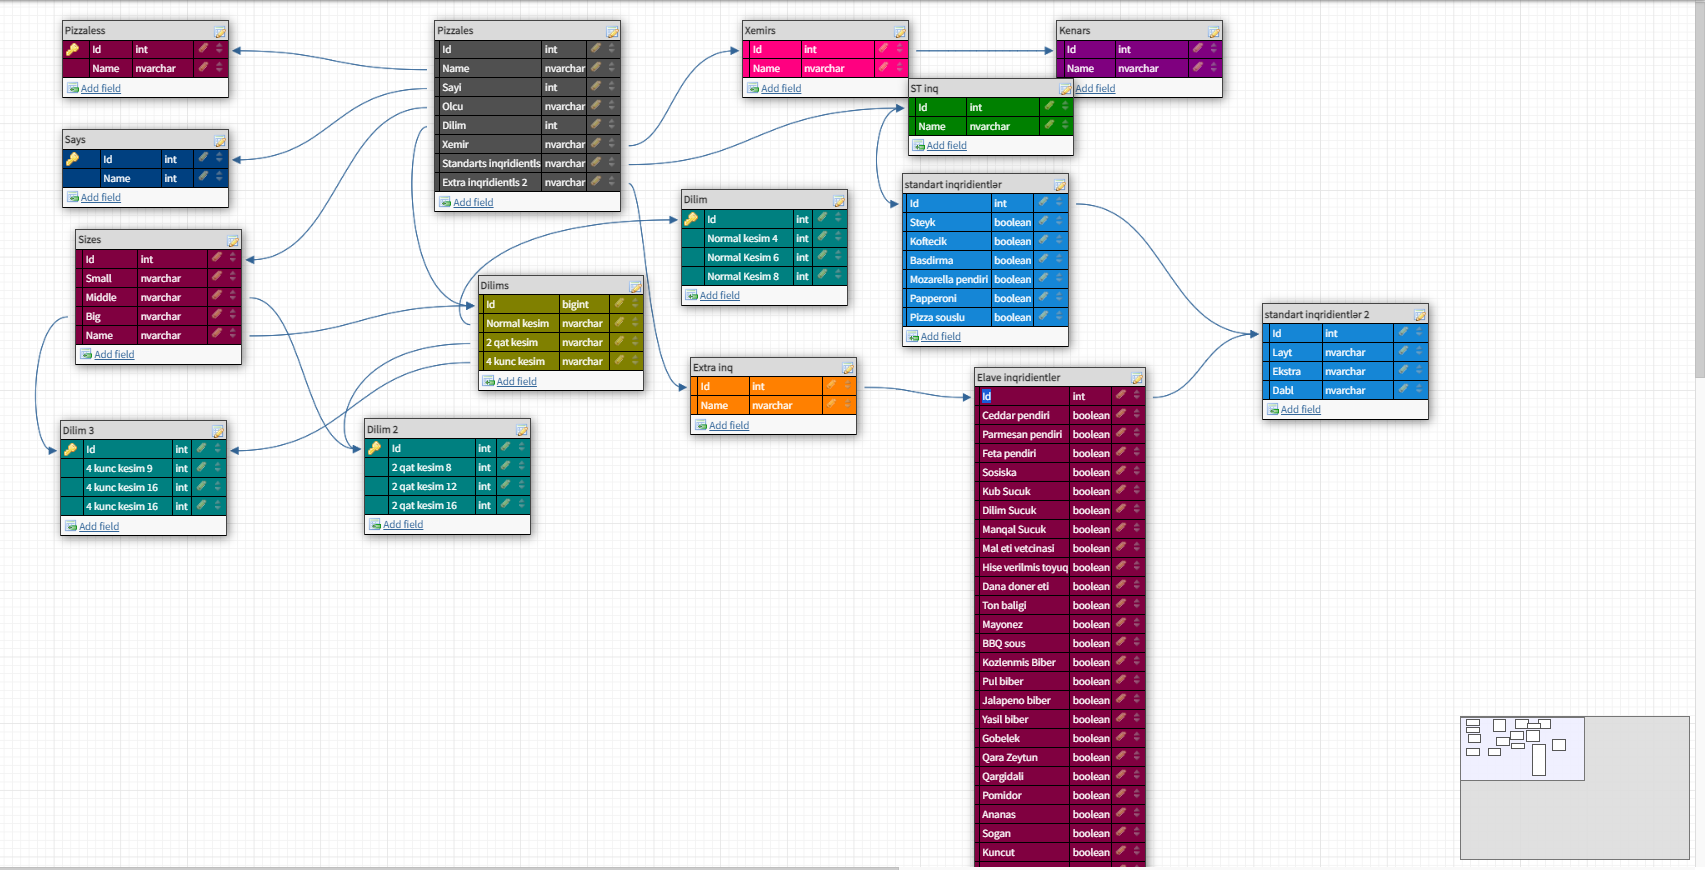 Pizzaless
Id int
Name nvarchar
Add field
Pizzales
Id int
Name nvarchar
Sayi int
Olcu nvarchar
Dilim int
Xemir nvarchar
Standarts inqridientls nvarchar
Extra inqridientls 2 nvarchar
Add field
Xemirs
Id int
Name nvarchar
Add field
Kenars
Id int
Name nvarchar
Add field
ST inq
Id int
Name nvarchar
Add field
Says
Id int
Name int
Add field
Dilim
Id int
Normal kesim 4 int
Normal Kesim 6 int
Normal Kesim 8 int
Add field
standart inqridientlər
Id int
Steyk boolean
Koftecik boolean
Basdirma boolean
Mozarella pendiri boolean
Papperoni boolean
Pizza souslu boolean
Add field
Sizes
Id int
Small nvarchar
Middle nvarchar
Big nvarchar
Name nvarchar
Add field
Dilims
Id bigint
Normal kesim nvarchar
2 qat kesim nvarchar
4 kunc kesim nvarchar
Add field
standart inqridientlər 2
Id int
Layt nvarchar
Ekstra nvarchar
Dabl nvarchar
Add field
Extra inq
Id int
Name nvarchar
Add field
Dilim 3
Id int
4 kunc kesim 9 int
4 kunc kesim 16 int
4 kunc kesim 16 int
Add field
Dilim 2
Id int
2 qat kesim 8 int
2 qat kesim 12 int
2 qat kesim 16 int
Add field
Elave inqridientler
Id int
Ceddar pendiri boolean
Parmesan pendiri boolean
Feta pendiri boolean
Sosiska boolean
Kub Sucuk boolean
Dilim Sucuk boolean
Manqal Sucuk boolean
Mal eti vetcinasi boolean
Hise verilmis toyuq boolean
Dana doner eti boolean
Ton baligi boolean
Mayonez boolean
BBQ sous boolean
Kozlenmis Biber boolean
Pul biber boolean
Jalapeno biber boolean
Yasil biber boolean
Gobelek boolean
Qara Zeytun boolean
Qargidali boolean
Pomidor boolean
Ananas boolean
Sogan boolean
Kuncut boolean